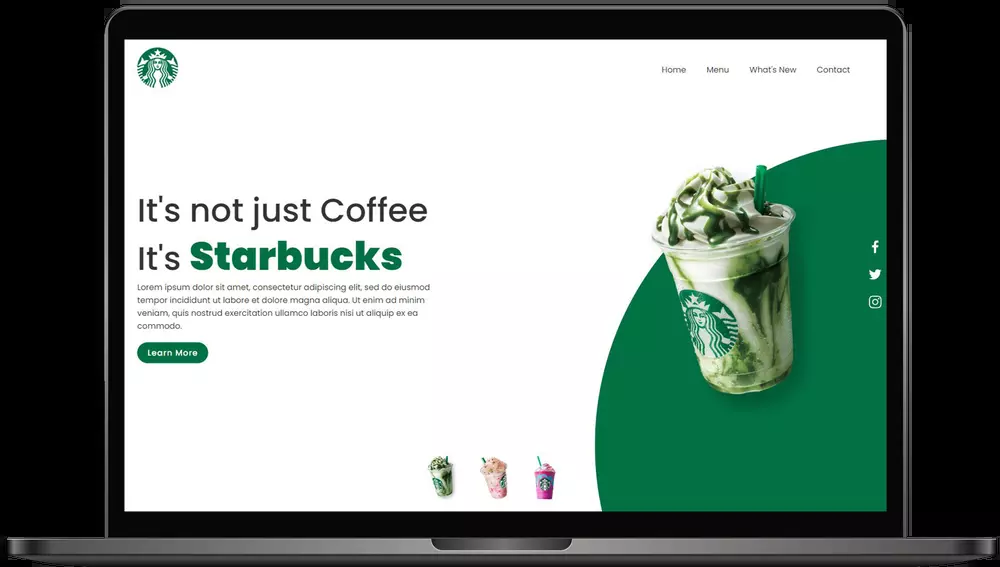 Home Menu What's New Contact
It's not just Coffee
It's Starbucks
Lorem ipsum dolor sit amet, consectetur adipiscing elit, sed do eiusmod
tempor incididunt ut labore et dolore magna aliqua. Ut enim ad minim
veniam, quis nostrud exercitation ullamco laboris nisi ut aliquip ex ea
commodo.
Learn More